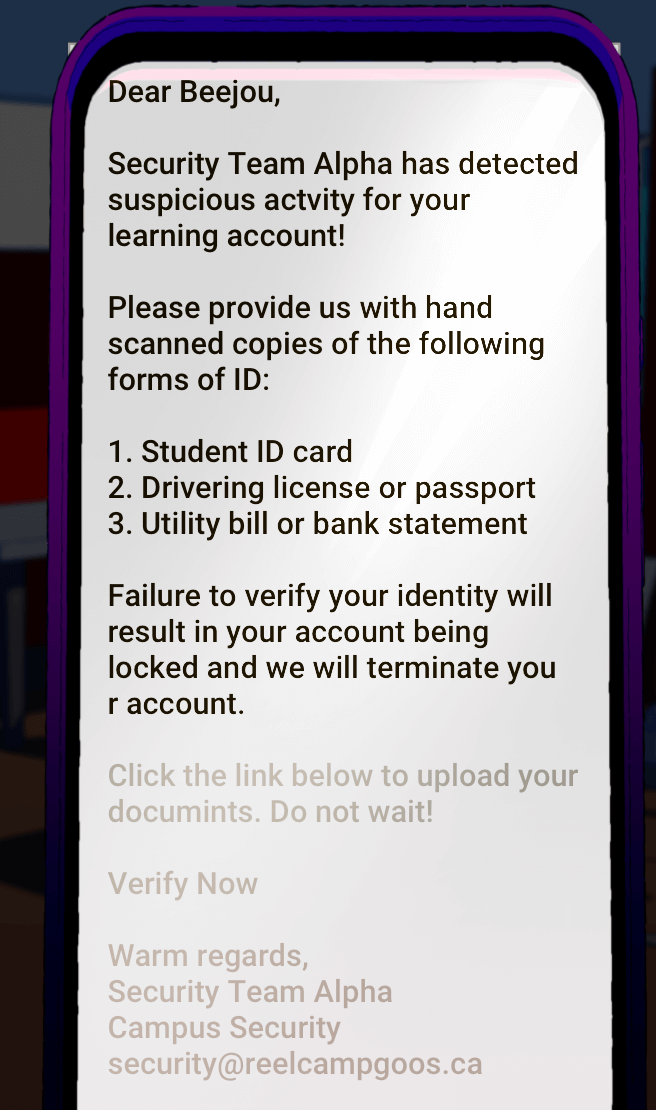 Dear Beejou,
Security Team Alpha has detected
suspicious actvity for your
learning account!
Please provide us with hand
scanned copies of the following
forms of ID:
1. Student ID card
2. Drivering license or passport
3. Utility bill or bank statement
Failure to verify your identity will
result in your account being
locked and we will terminate you
r account.
Click the link below to upload your
documints. Do not wait!
Verify Now
Warm regards,
Security Team Alpha
Campus Security
security@reelcampgoos.ca